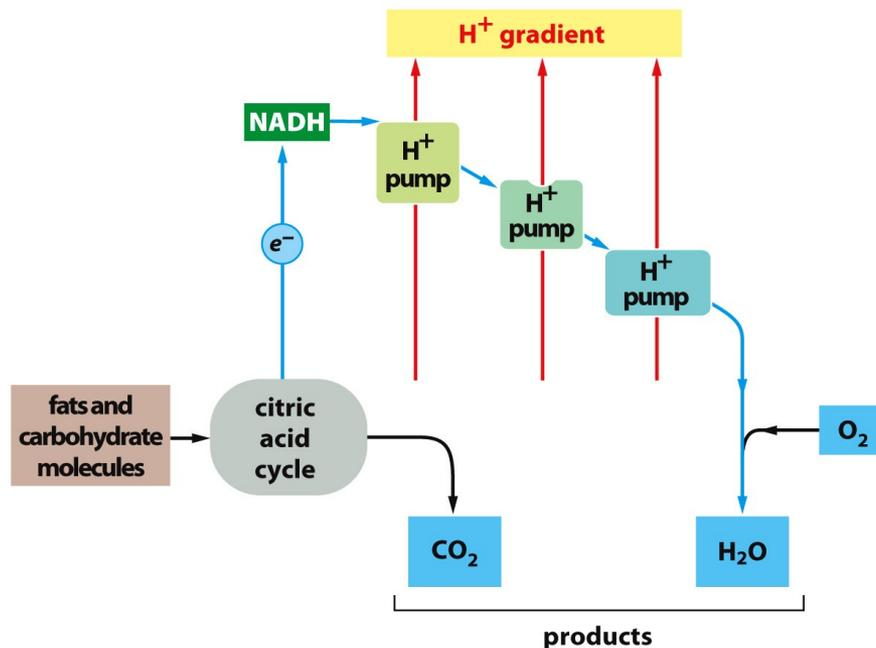 H+ gradient
NADH
H+
pump
H+
pump
e–
H+
pump
fats and
carbohydrate
molecules
citric
acid
cycle
O2
CO2
H2O
products